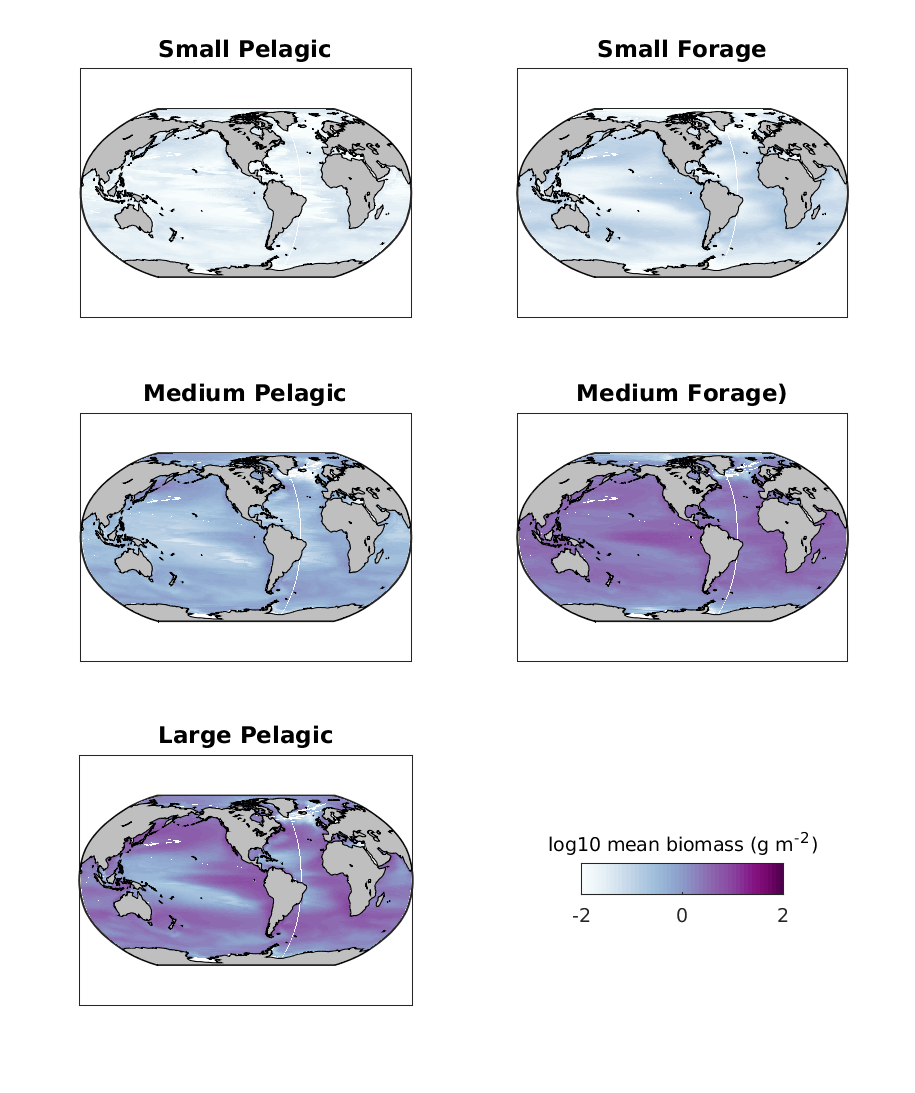 Small Pelagic
Small Forage
Medium Pelagic
Medium Forage)
Large Pelagic
log10 mean biomass (g m⁻²)
-2 0 2